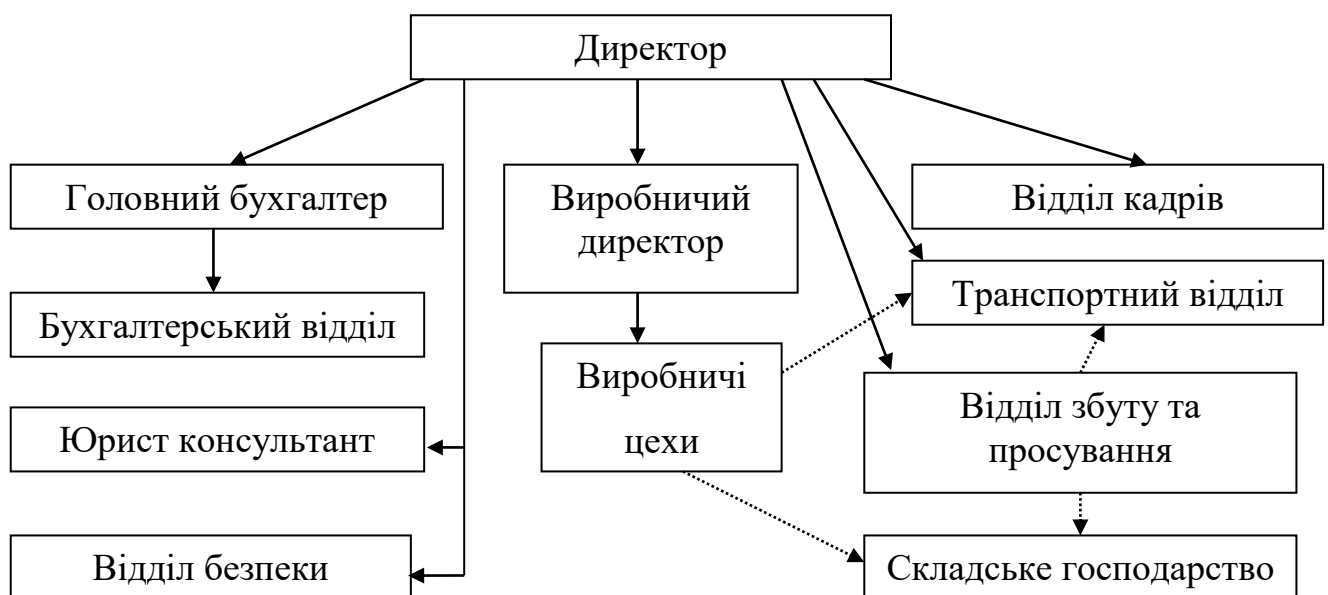 Директор
Головний бухгалтер
Виробничий
директор
Відділ кадрів
Бухгалтерський відділ
Транспортний відділ
Виробничі
цехи
Юрист консультант
Відділ збуту та
просування
Відділ безпеки
Складське господарство